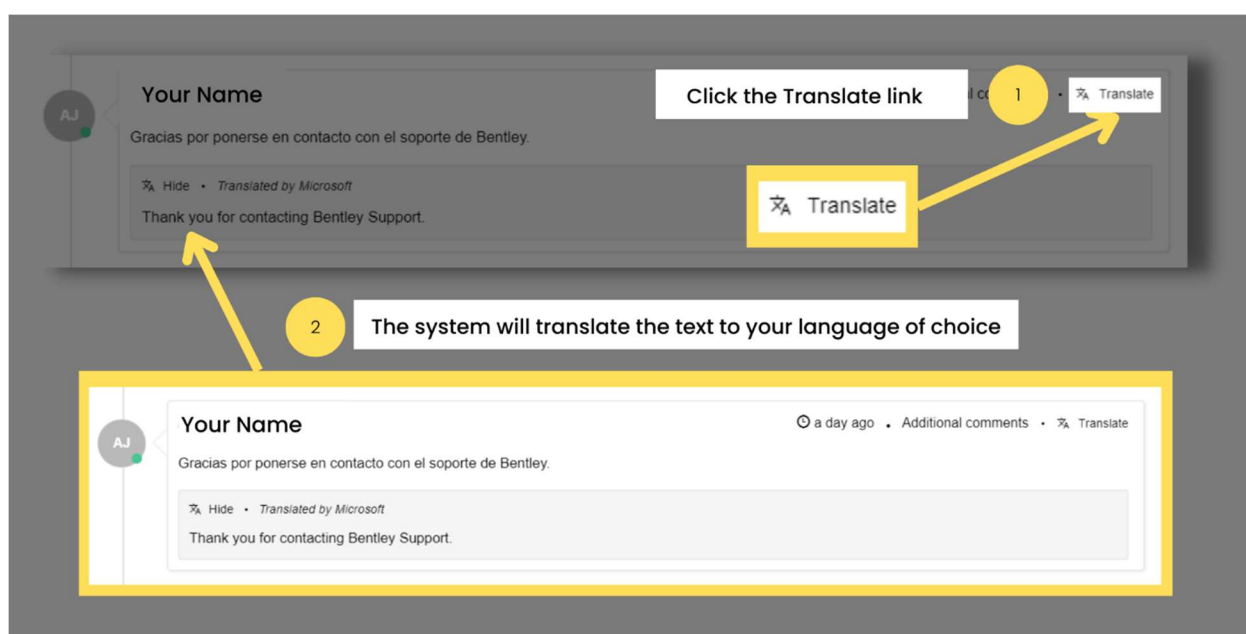 Your Name
Click the Translate link
1
Translate
AJ
Gracias por ponerse en contacto con el soporte de Bentley.
Hide • Translated by Microsoft
Thank you for contacting Bentley Support.
Translate
2
The system will translate the text to your language of choice
Your Name
a day ago • Additional comments • Translate
AJ
Gracias por ponerse en contacto con el soporte de Bentley.
Hide • Translated by Microsoft
Thank you for contacting Bentley Support.